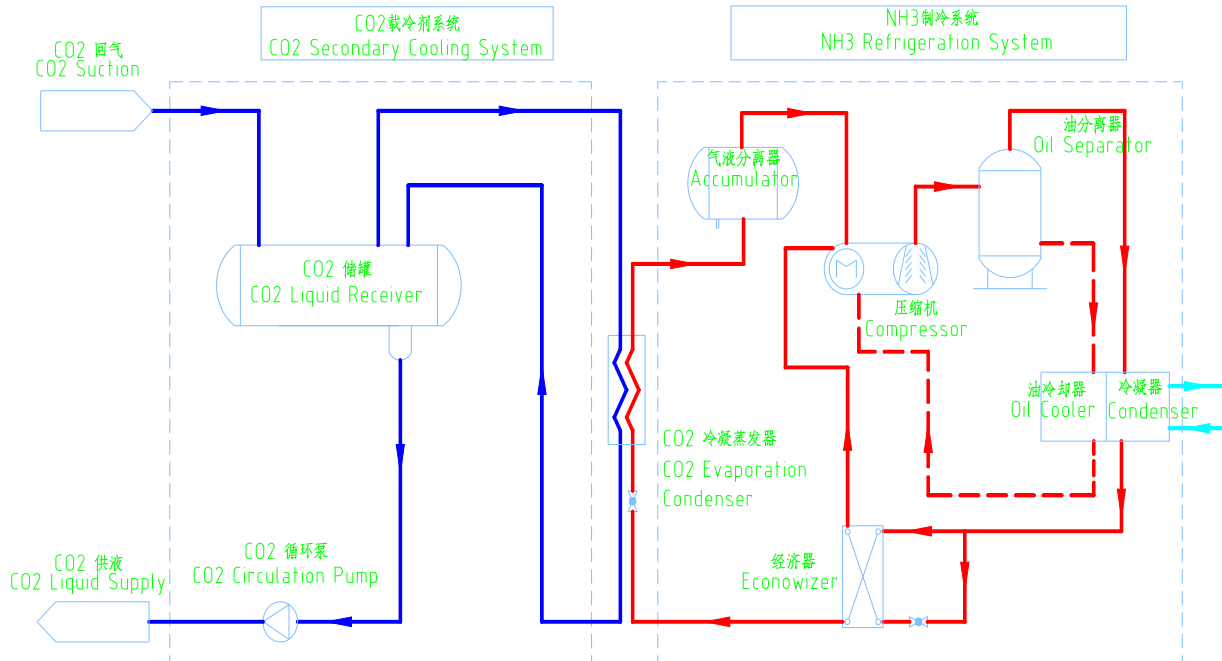 CO2载冷剂系统
CO2 Secondary Cooling System
NH3制冷系统
NH3 Refrigeration System
CO2 回气
CO2 Suction
油分离器
Oil Separator
气液分离器
Accumulator
CO2 储罐
CO2 Liquid Receiver
M
压缩机
Compressor
油冷却器
Oil Cooler
冷凝器
Condenser
CO2 冷凝蒸发器
CO2 Evaporation
Condenser
CO2 供液
CO2 Liquid Supply
CO2 循环泵
CO2 Circulation Pump
经济器
Econowizer